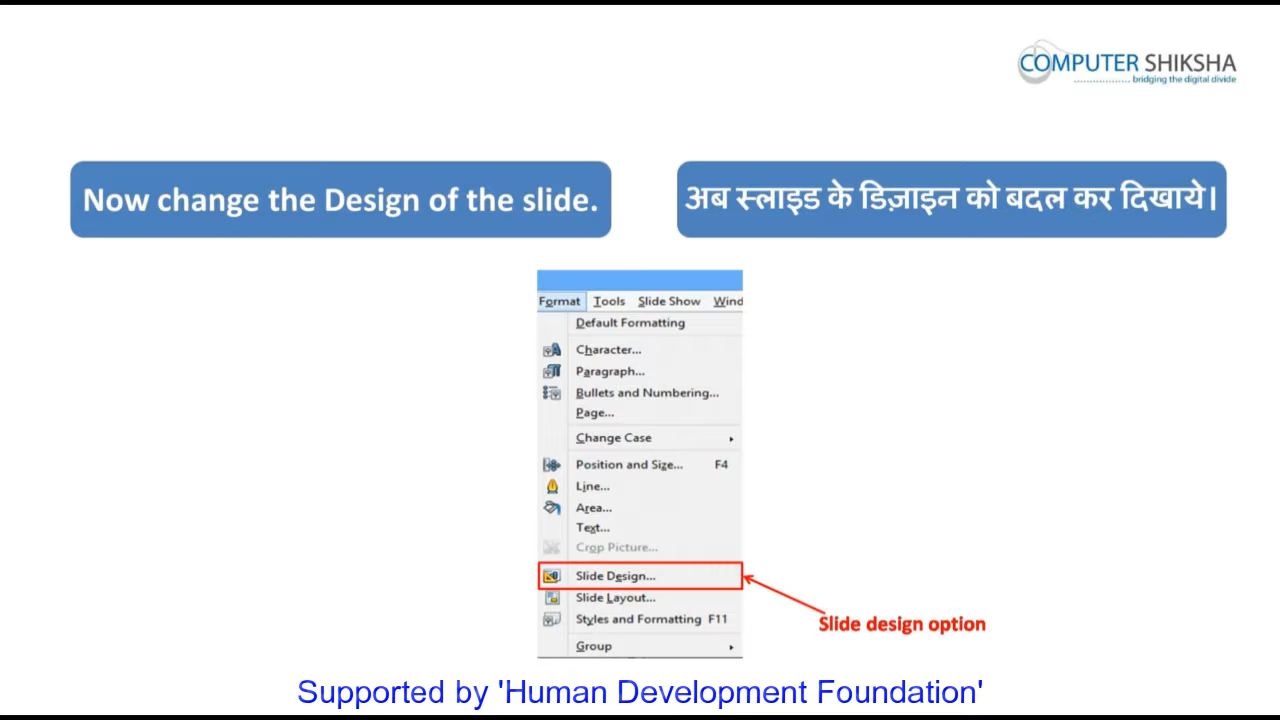 COMPUTER SHIKSHA
bridging the digital divide
Now change the Design of the slide.
अब स्लाइड के डिज़ाइन को बदल कर दिखाये।
Format Tools Slide Show Wind
Default Formatting
Character...
Paragraph...
Bullets and Numbering...
Page...
Change Case
Position and Size... F4
Line...
Area...
Text...
Crop Picture...
Slide Design...
Slide Layout...
Styles and Formatting F11
Group
Slide design option
Supported by 'Human Development Foundation'